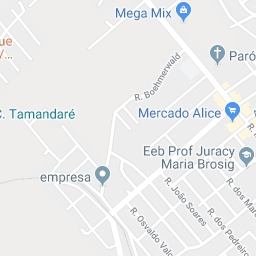 Mega Mix
que
R. Boehmerwald
Paró
C. Tamandaré
Mercado Alice
Eeb Prof Juracy
Maria Brosig
empresa
R. João Soares
R. Osvaldo Valc
R. dos Mar
R. dos Pedreiro
R.